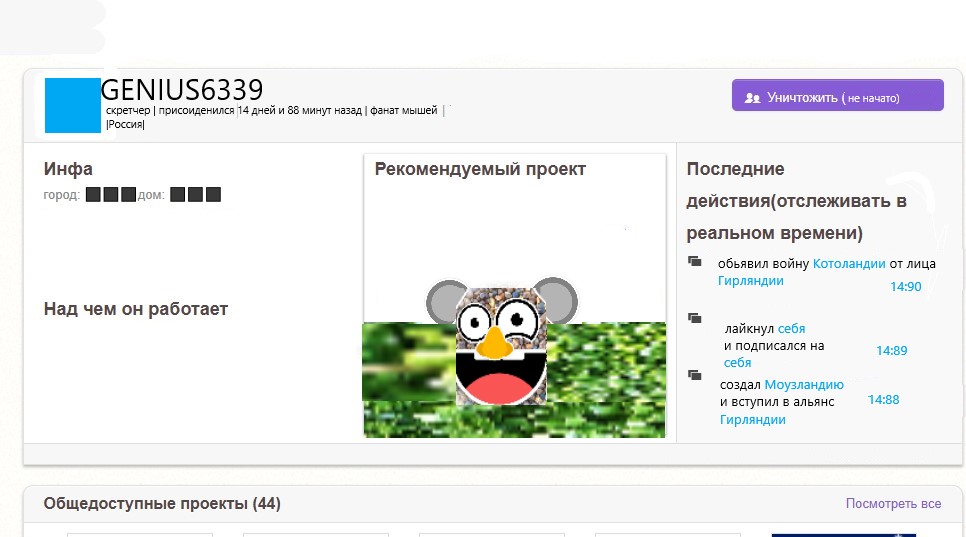 GENIUS6339
скретчер | присоиденился 14 дней и 88 минут назад | фанат мышей |
|Россия|
Уничтожить ( не начато)
Инфа
город: дом:
Над чем он работает
Рекомендуемый проект
Последние
действия(отслеживать в
реальном времени)
обьявил войну Котоландии от лица
Гирляндии
14:90
лайкнул себя
и подписался на
себя
14:89
создал Моузландию
и вступил в альянс
Гирляндии
14:88
Общедоступные проекты (44)
Посмотреть все